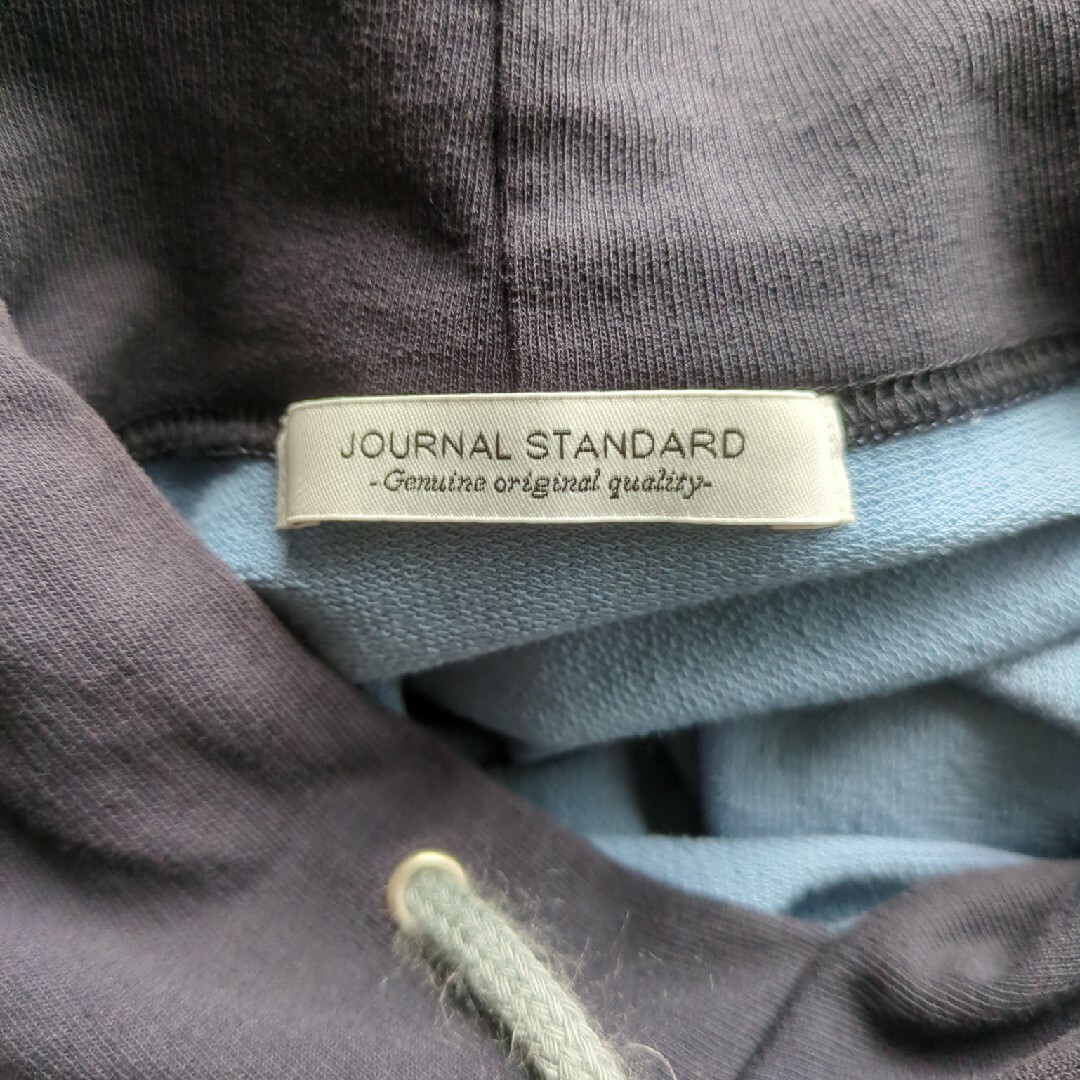 JOURNAL STANDARD
-Genuine original quality-